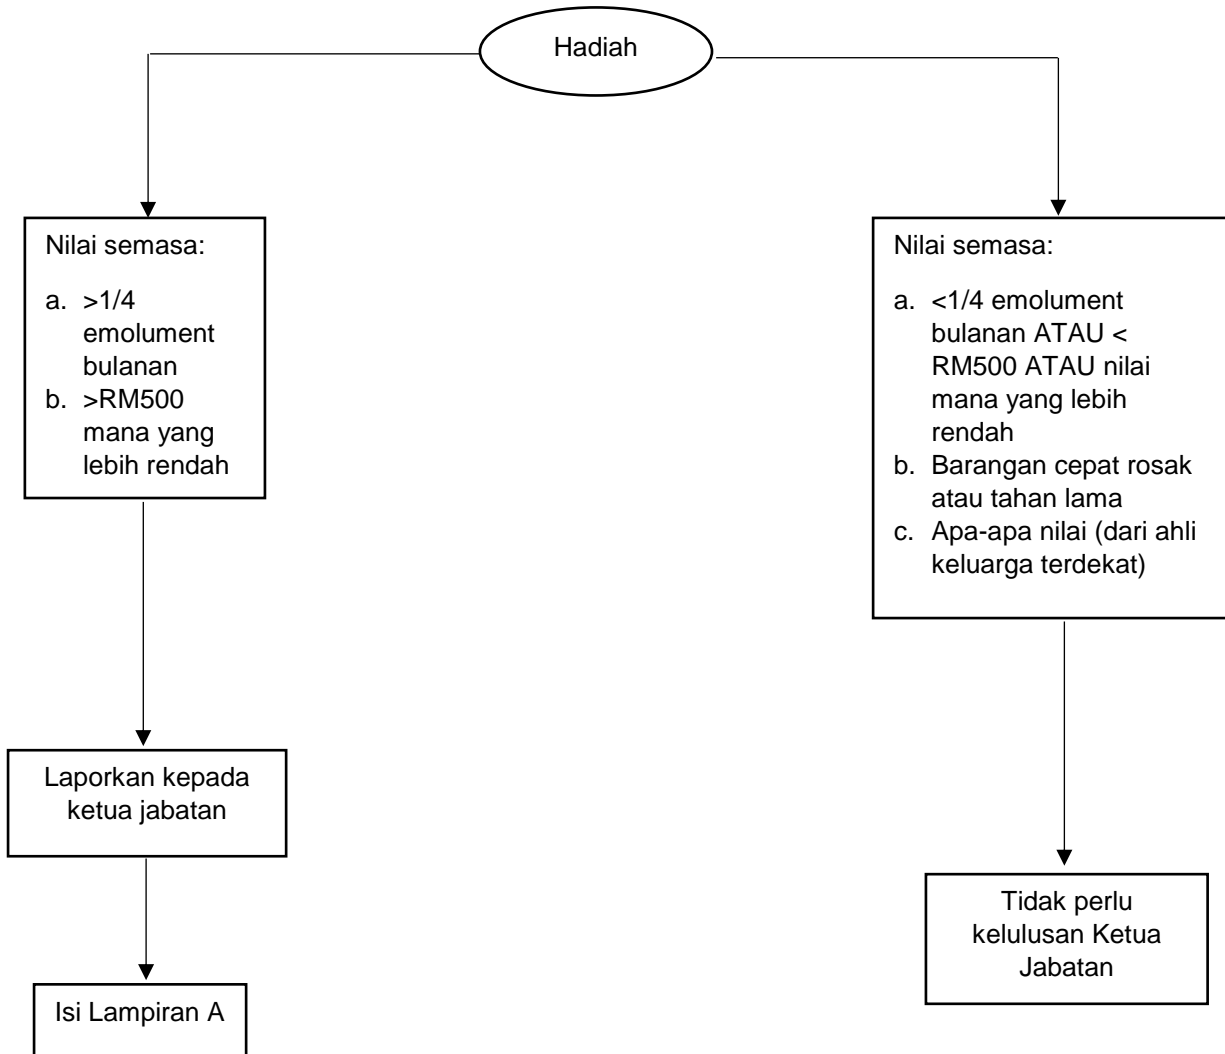 Hadiah
Nilai semasa:
a. >1/4
emolument
bulanan
b. >RM500
mana yang
lebih rendah
Nilai semasa:
a. <1/4 emolument
bulanan ATAU <
RM500 ATAU nilai
mana yang lebih
rendah
b. Barangan cepat rosak
atau tahan lama
c. Apa-apa nilai (dari ahli
keluarga terdekat)
Laporkan kepada
ketua jabatan
Tidak perlu
kelulusan Ketua
Jabatan
Isi Lampiran A